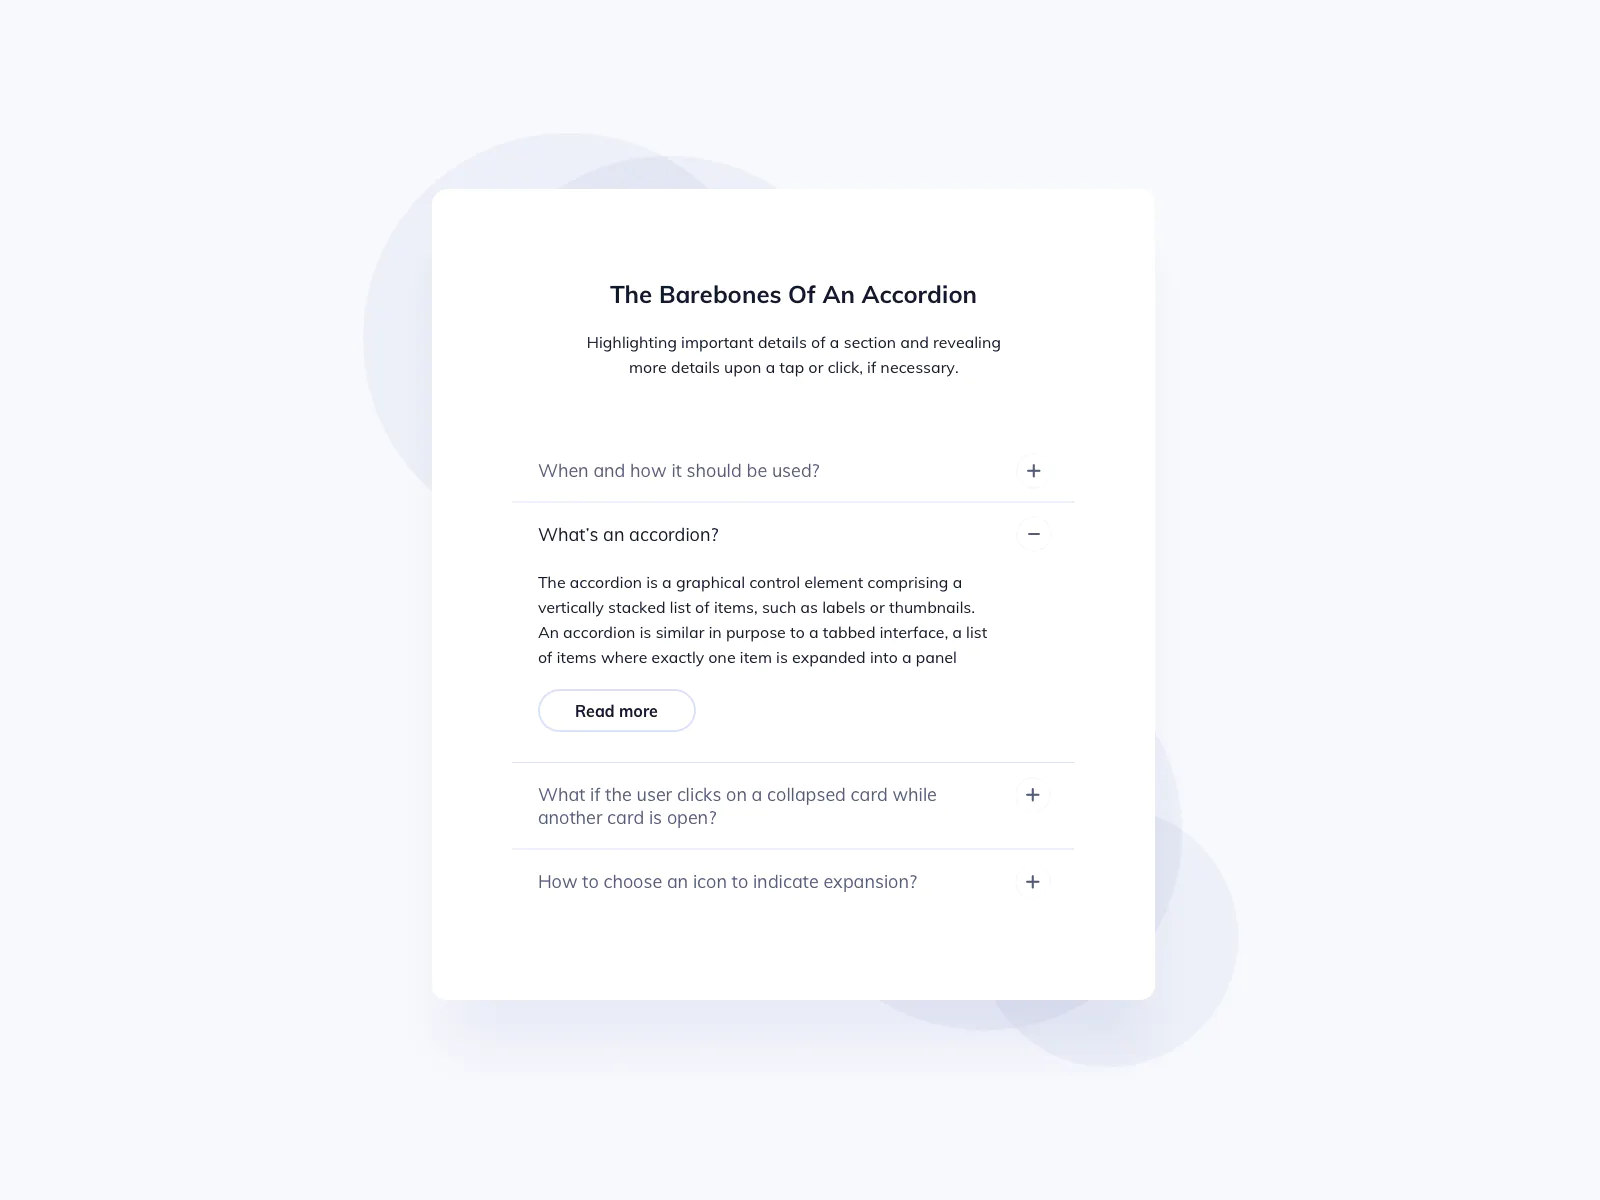 The Barebones Of An Accordion
Highlighting important details of a section and revealing
more details upon a tap or click, if necessary.
When and how it should be used?
What's an accordion?
The accordion is a graphical control element comprising a
vertically stacked list of items, such as labels or thumbnails.
An accordion is similar in purpose to a tabbed interface, a list
of items where exactly one item is expanded into a panel
Read more
What if the user clicks on a collapsed card while
another card is open?
How to choose an icon to indicate expansion?